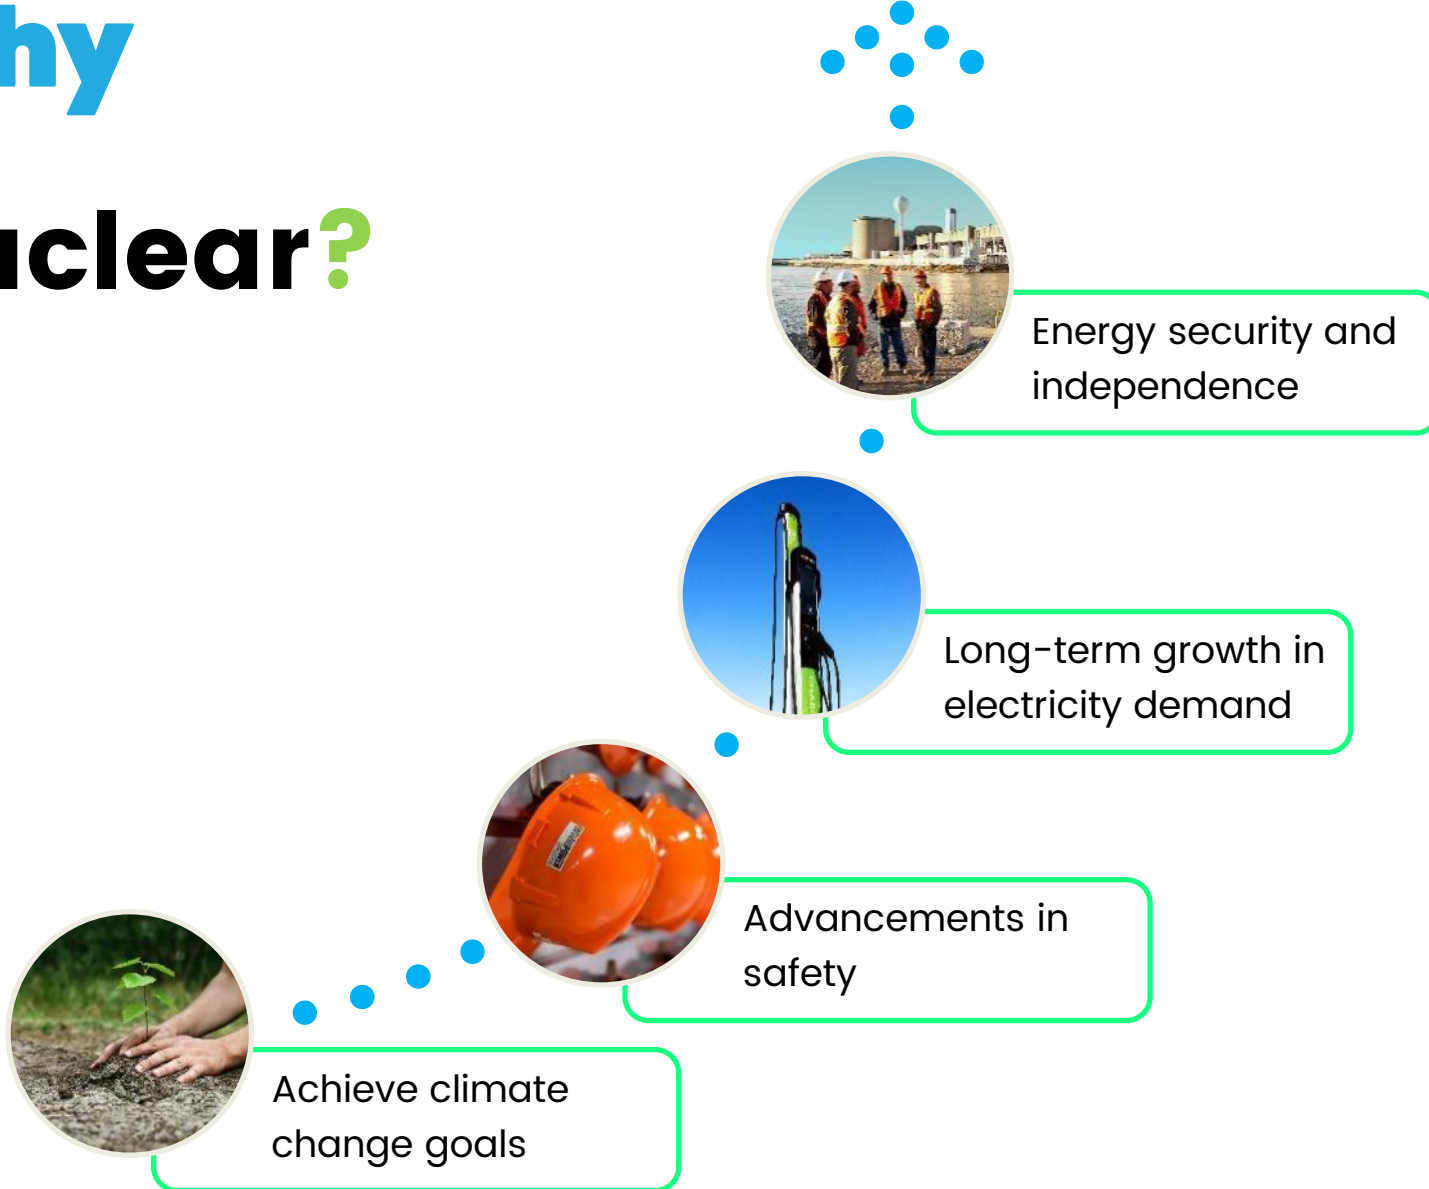 hy
uclear?
Energy security and
independence
Long-term growth in
electricity demand
Advancements in
safety
Achieve climate
change goals